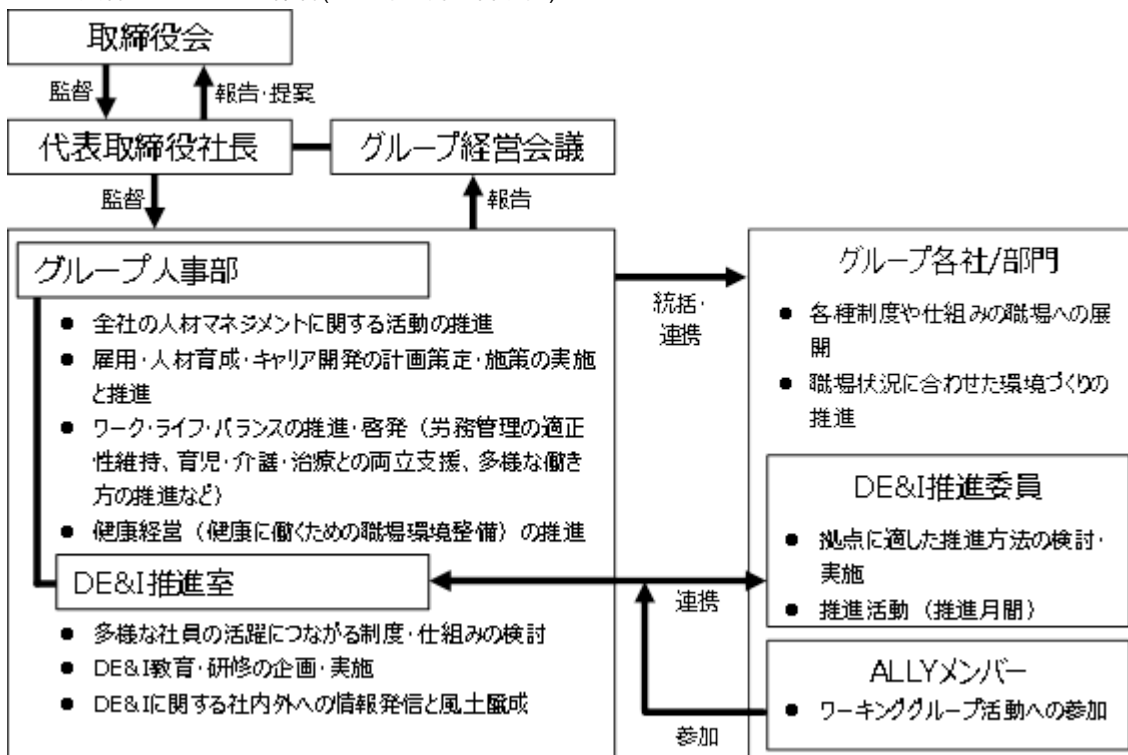 取締役会
監督
報告・提案
代表取締役社長
グループ経営会議
監督
報告
グループ人事部
● 全社の人材マネジメントに関する活動の推進
● 雇用・人材育成・キャリア開発の計画策定・施策の実施
と推進
● ワーク・ライフ・バランスの推進・啓発（労務管理の適正
性維持、育児・介護・治療との両立支援、多様な働き
方の推進など）
● 健康経営（健康に働くための職場環境整備）の推進
DE&I推進室
● 多様な社員の活躍につながる制度・仕組みの検討
● DE&I教育・研修の企画・実施
● DE&Iに関する社内外への情報発信と風土醸成
統括・
連携
連携
参加
グループ各社/部門
● 各種制度や仕組みの職場への展
開
● 職場状況に合わせた環境づくりの
推進
DE&I推進委員
● 拠点に適した推進方法の検討・
実施
● 推進活動（推進月間）
ALLYメンバー
● ワーキンググループ活動への参加